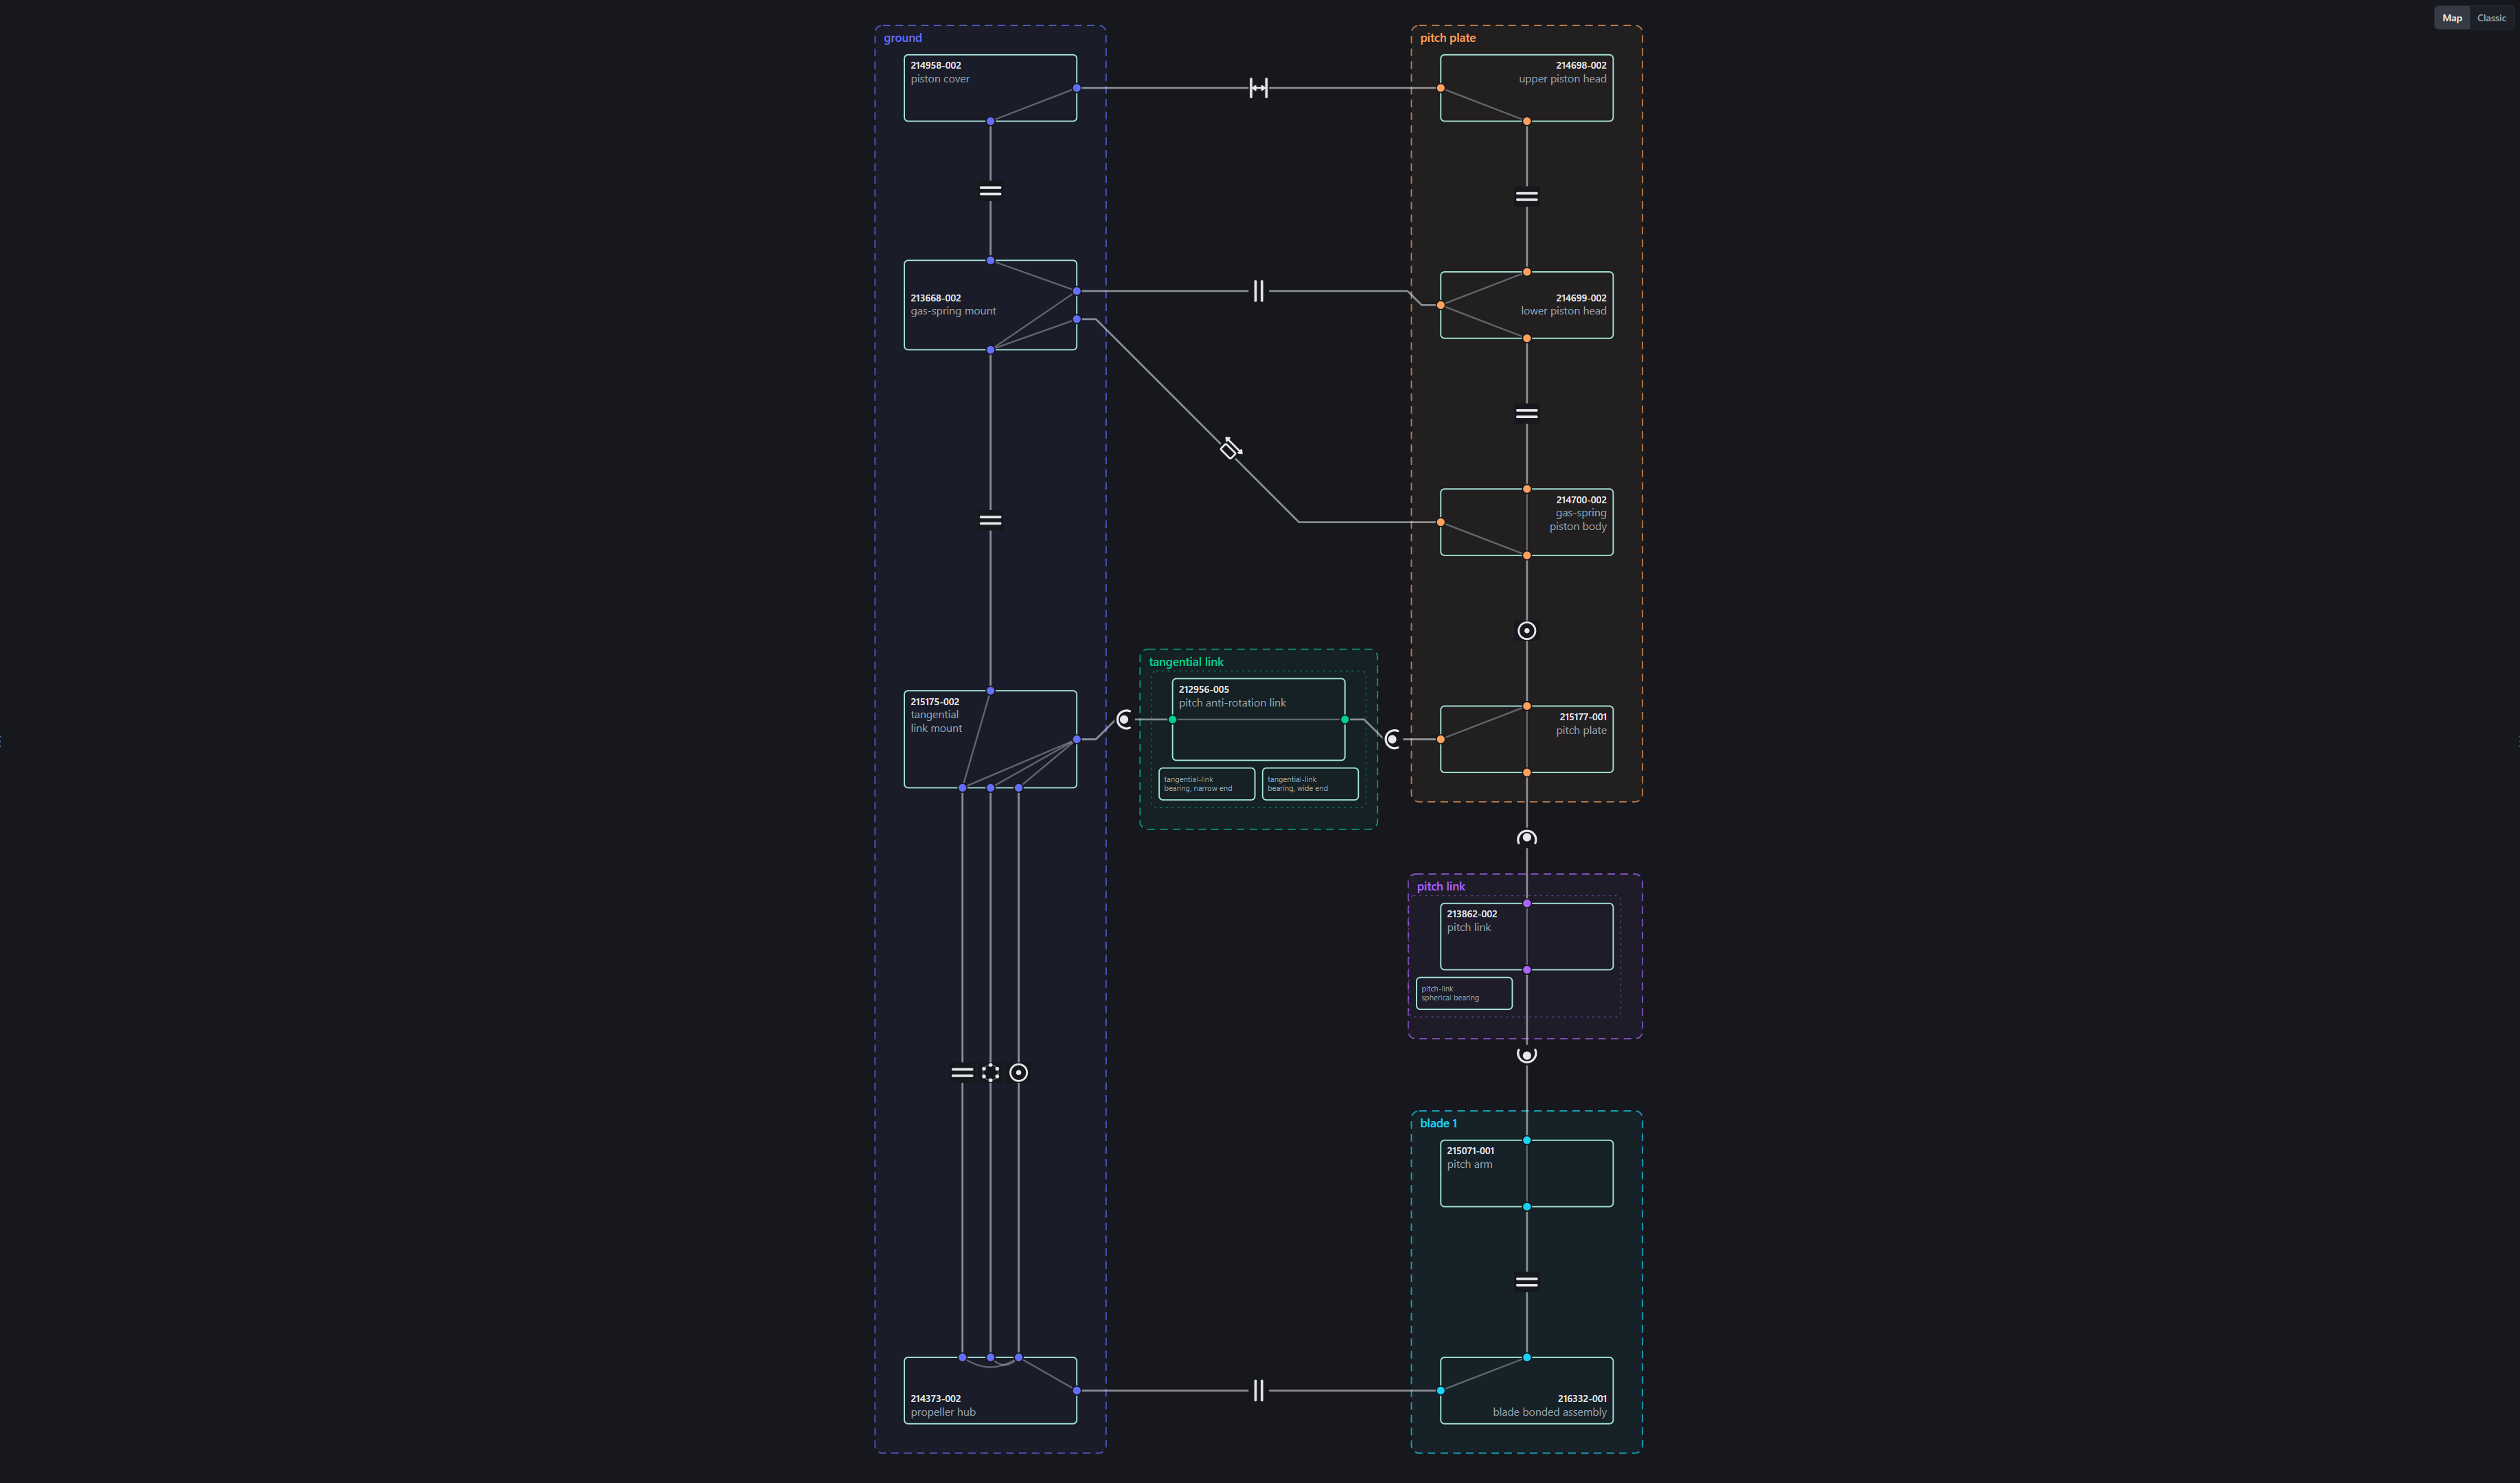 Map
Classic
ground
214958-002
piston cover
213668-002
gas-spring mount
215175-002
tangential
link mount
214373-002
propeller hub
tangential link
212956-005
pitch anti-rotation link
tangential-link
bearing, narrow end
tangential-link
bearing, wide end
pitch plate
214698-002
upper piston head
214699-002
lower piston head
214700-002
gas-spring
piston body
215177-001
pitch plate
pitch link
213862-002
pitch link
pitch-link
spherical bearing
blade 1
215071-001
pitch arm
216332-001
blade bonded assembly